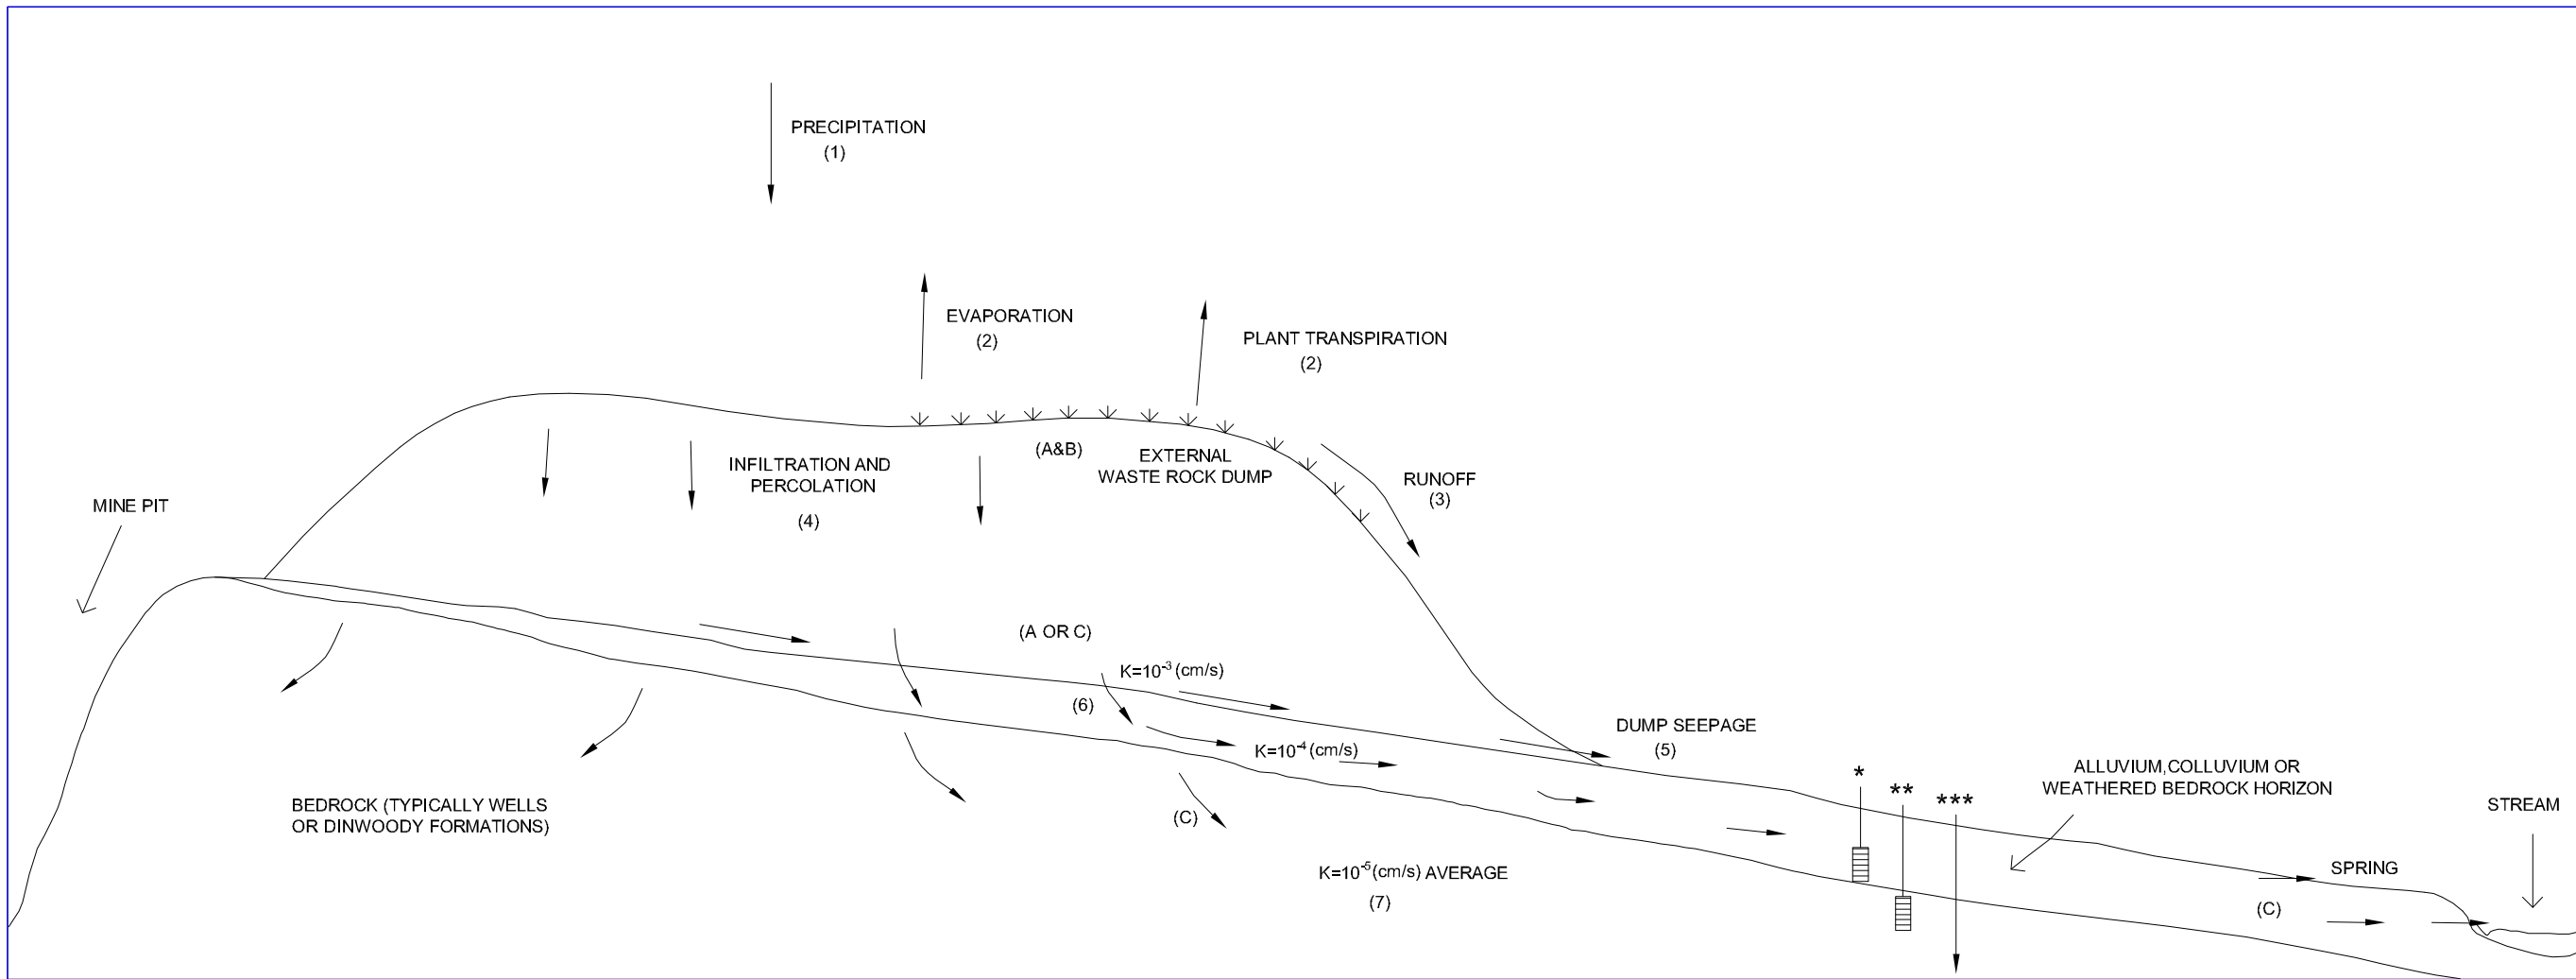 PRECIPITATION
(1)
EVAPORATION
(2)
PLANT TRANSPIRATION
(2)
(A&B)
EXTERNAL
WASTE ROCK DUMP
INFILTRATION AND
PERCOLATION
(4)
RUNOFF
(3)
MINE PIT
(A OR C)
K=10⁻³ (cm/s)
(6)
K=10⁻⁴ (cm/s)
DUMP SEEPAGE
(5)
BEDROCK (TYPICALLY WELLS
OR DINWOODY FORMATIONS)
(C)
K=10⁻⁵(cm/s) AVERAGE
(7)
*
**
***
ALLUVIUM,COLLUVIUM OR
WEATHERED BEDROCK HORIZON
STREAM
SPRING
(C)